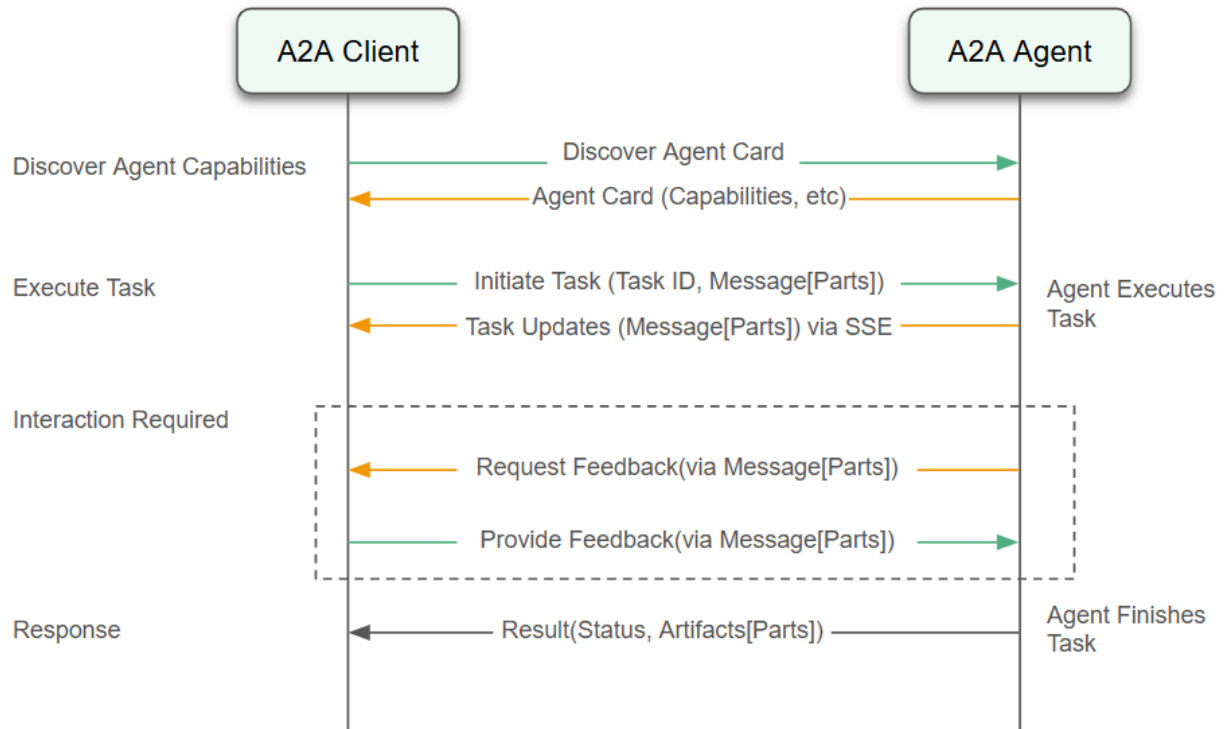 A2A Client
A2A Agent
Discover Agent Capabilities
Discover Agent Card
Agent Card (Capabilities, etc)
Execute Task
Initiate Task (Task ID, Message[Parts])
Agent Executes
Task
Task Updates (Message[Parts]) via SSE
Interaction Required
Request Feedback(via Message[Parts])
Provide Feedback(via Message[Parts])
Response
Result(Status, Artifacts[Parts])
Agent Finishes
Task